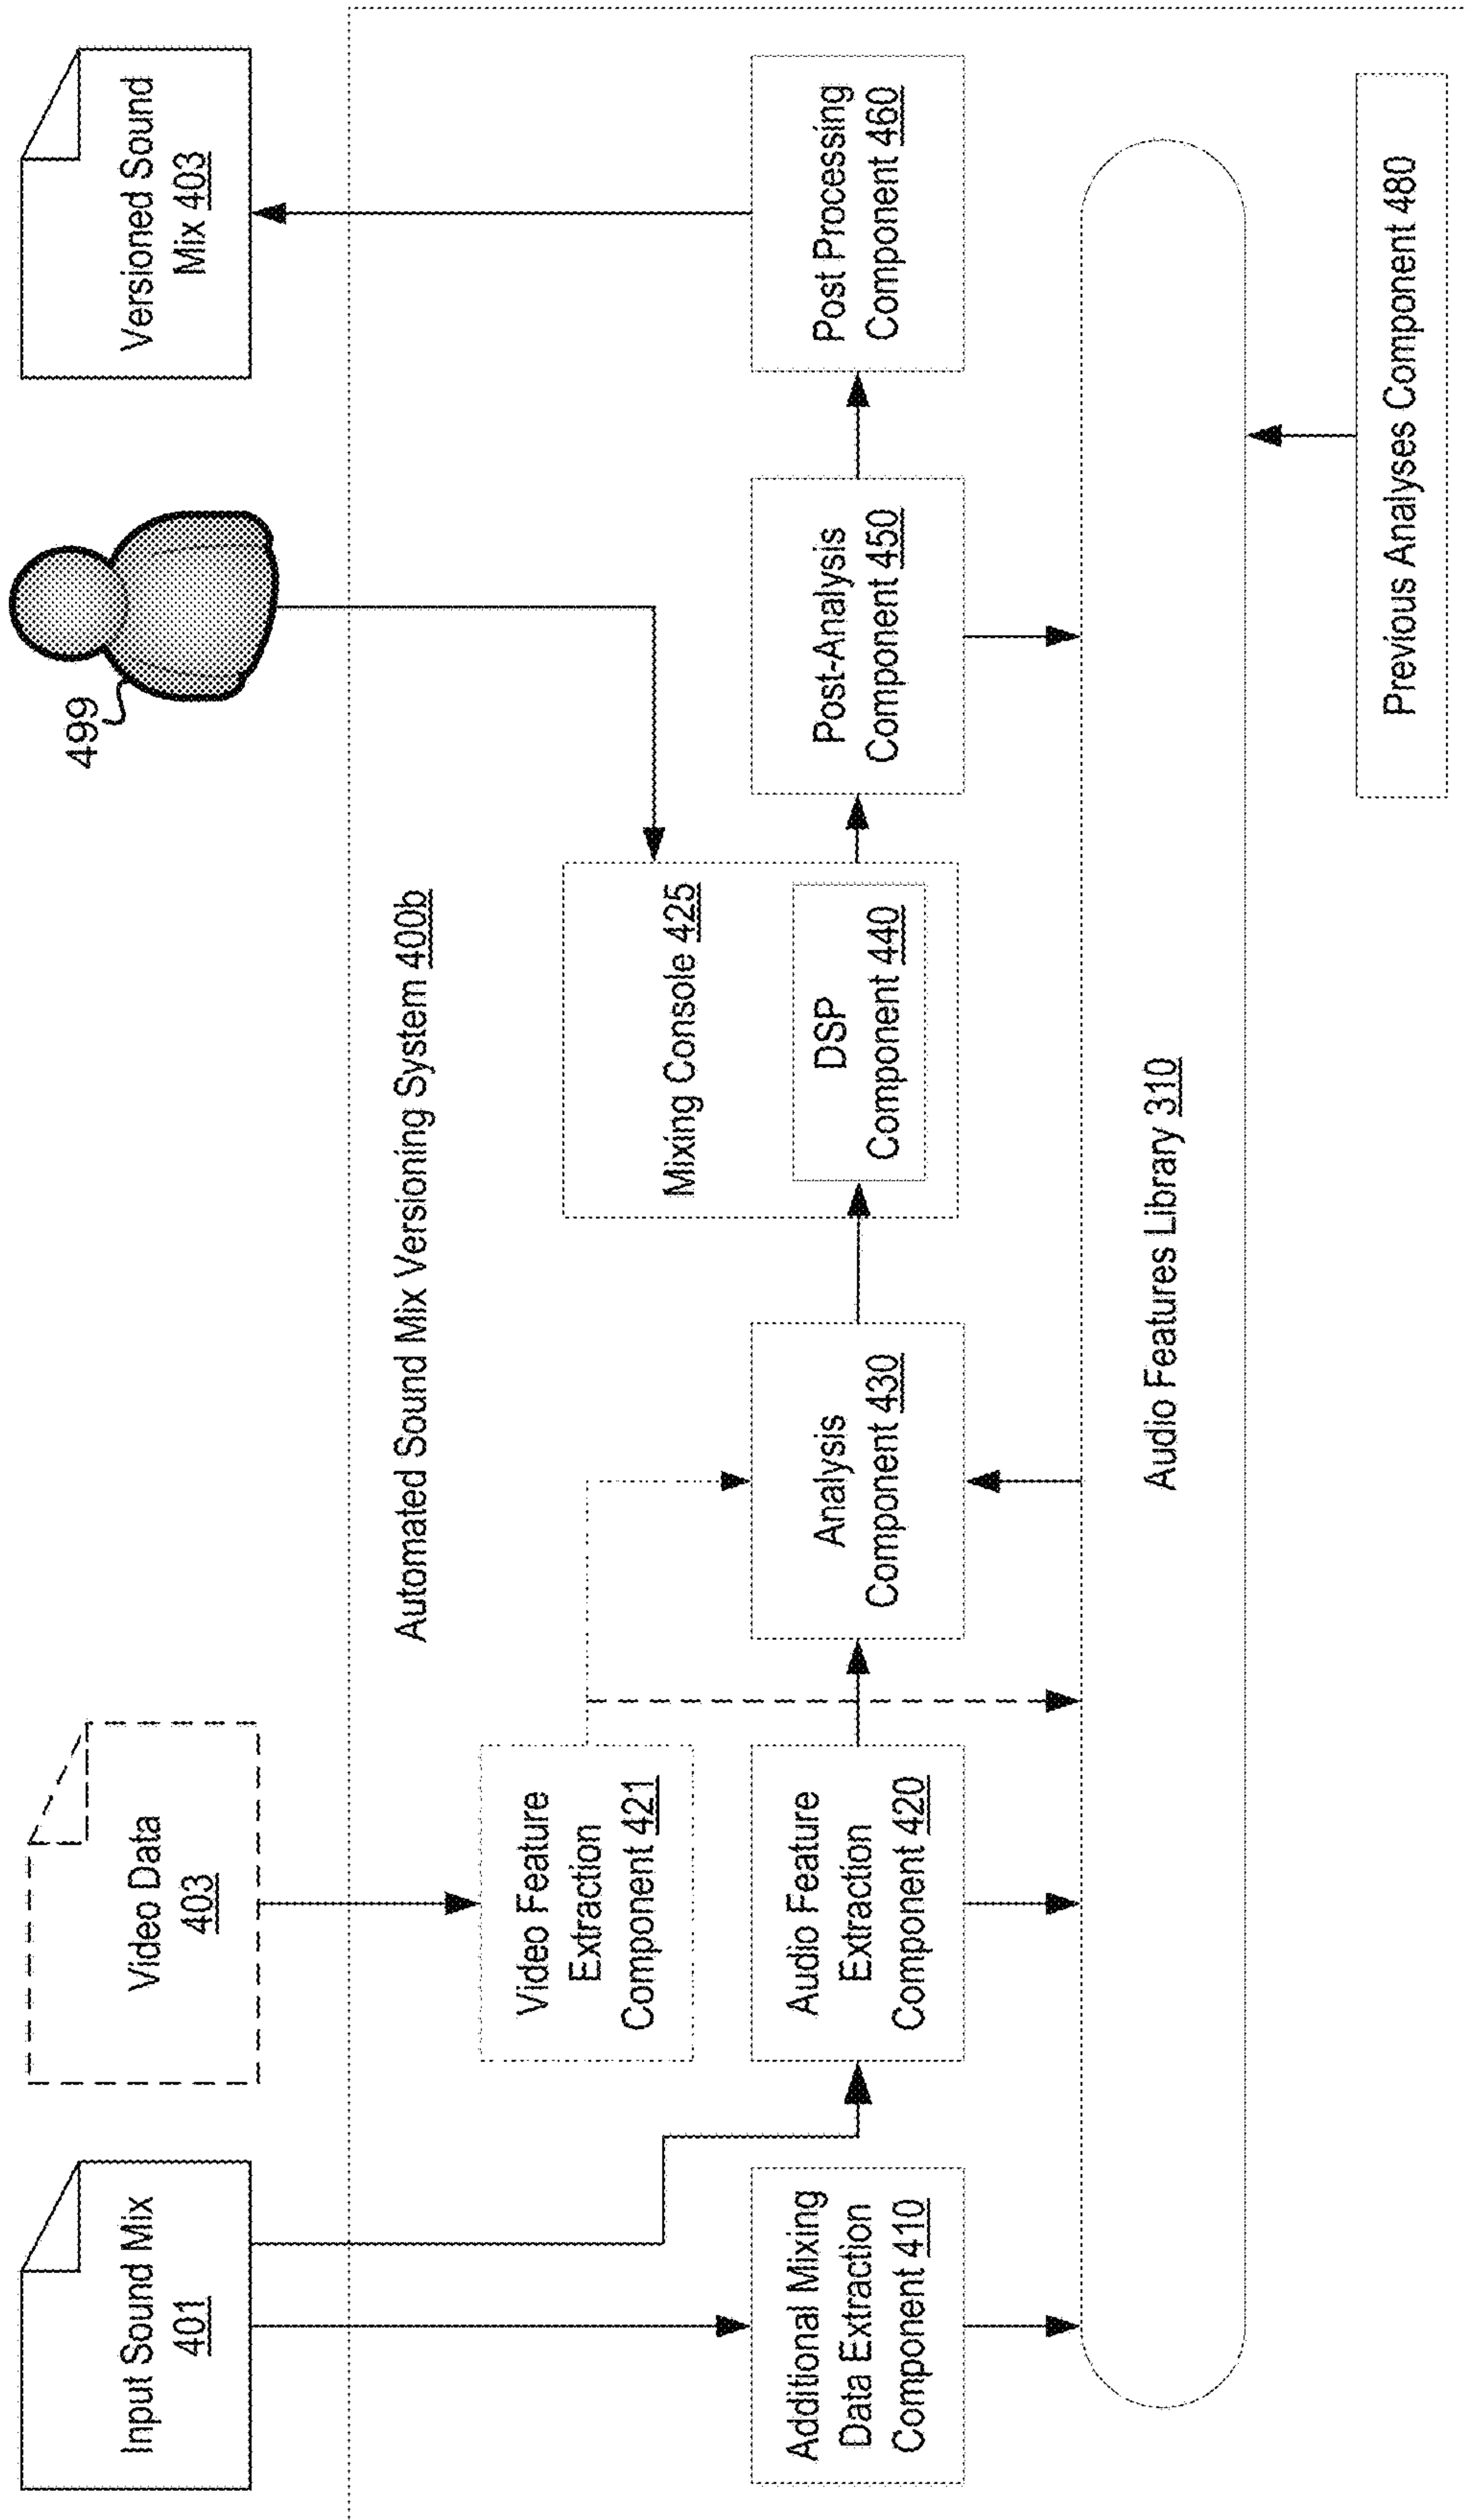 Input Sound Mix
401
Video Data
403
499
Versioned Sound
Mix 403
Automated Sound Mix Versioning System 400b
Video Feature
Extraction
Component 421
Mixing Console 425
DSP
Component 440
Additional Mixing
Data Extraction
Component 410
Audio Feature
Extraction
Component 420
Analysis
Component 430
Post-Analysis
Component 450
Post Processing
Component 460
Audio Features Library 310
Previous Analyses Component 480